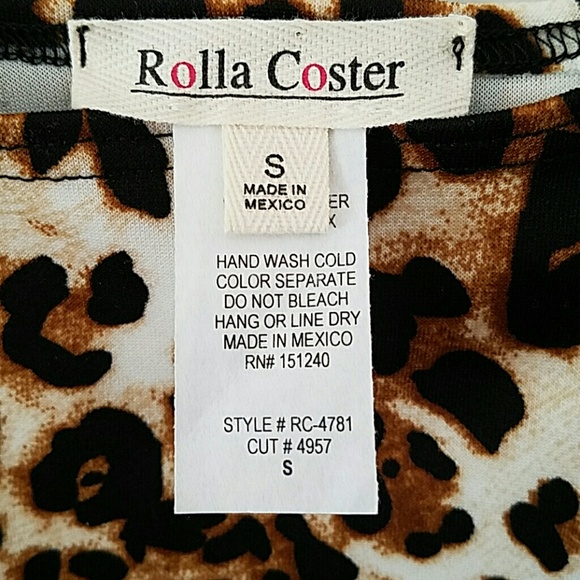 Rolla Coster
S
MADE IN
MEXICO
HAND WASH COLD
COLOR SEPARATE
DO NOT BLEACH
HANG OR LINE DRY
MADE IN MEXICO
RN# 151240
STYLE # RC-4781
CUT # 4957
S